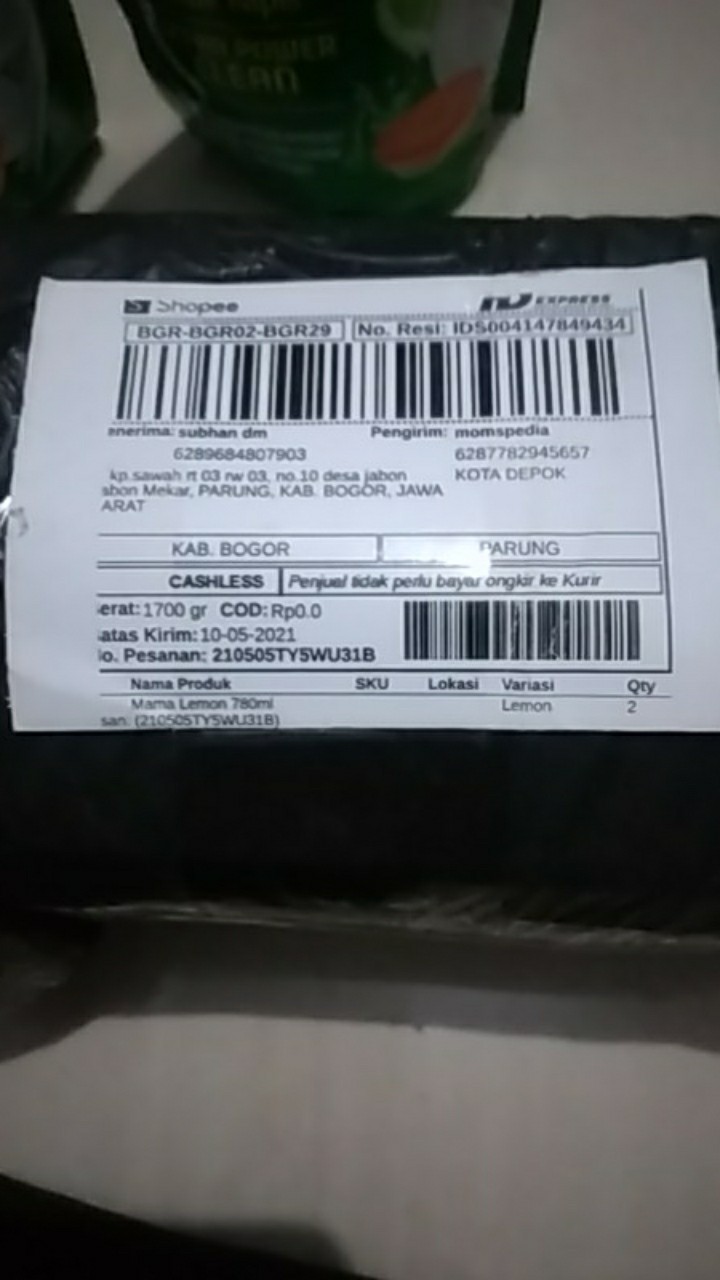 POWER
CLEAN
Shopee
EXPRESS
BGR-BGR02-BGR29 No. Resi: IDS004147849434
enerima: subhan dm Pengirim: momspedia
6289684807903 6287782945657
kp.sawah rt 03 rw 03, no.10 desa jabon KOTA DEPOK
abon Mekar, PARUNG, KAB. BOGOR, JAWA
ARAT
KAB. BOGOR PARUNG
CASHLESS Penjual tidak perlu bayar ongkir ke Kurir
erat: 1700 gr COD: Rp0.0
atas Kirim: 10-05-2021
o. Pesanan: 210505TY5WU31B
Nama Produk SKU Lokasi Variasi Qty
Mama Lemon 780ml Lemon 2
san: (210505TY5WU31B)